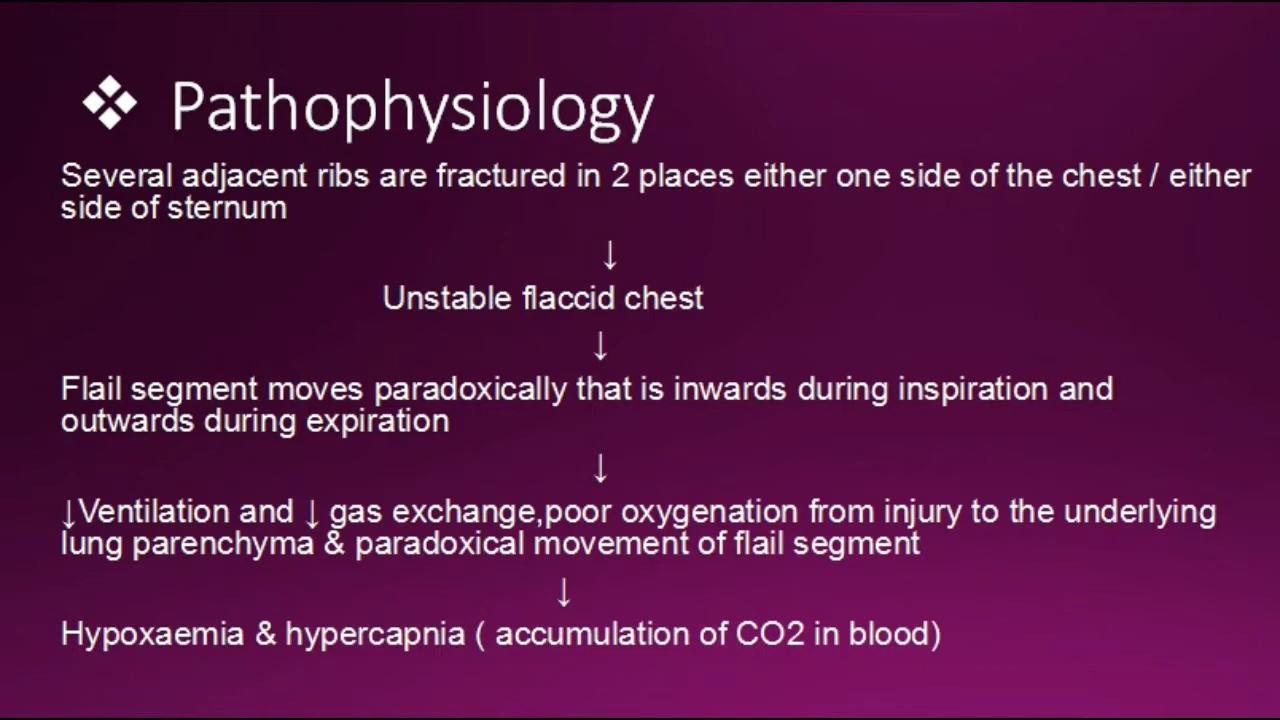 ❖ Pathophysiology
Several adjacent ribs are fractured in 2 places either one side of the chest / either
side of sternum
↓
Unstable flaccid chest
↓
Flail segment moves paradoxically that is inwards during inspiration and
outwards during expiration
↓
↓Ventilation and ↓ gas exchange,poor oxygenation from injury to the underlying
lung parenchyma & paradoxical movement of flail segment
↓
Hypoxaemia & hypercapnia ( accumulation of CO2 in blood)